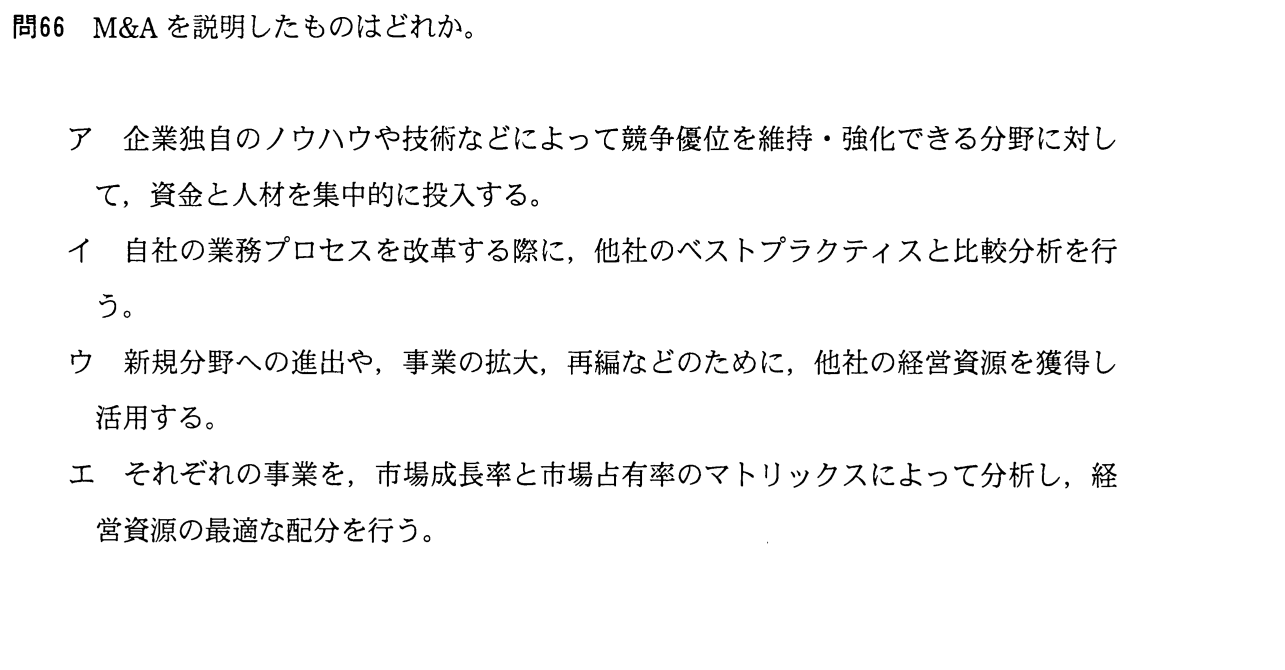 問66 M&A を説明したものはどれか。
ア 企業独自のノウハウや技術などによって競争優位を維持・強化できる分野に対し
て，資金と人材を集中的に投入する。
イ 自社の業務プロセスを改革する際に，他社のベストプラクティスと比較分析を行
う。
ウ 新規分野への進出や，事業の拡大，再編などのために，他社の経営資源を獲得し
活用する。
エ それぞれの事業を，市場成長率と市場占有率のマトリックスによって分析し，経
営資源の最適な配分を行う。